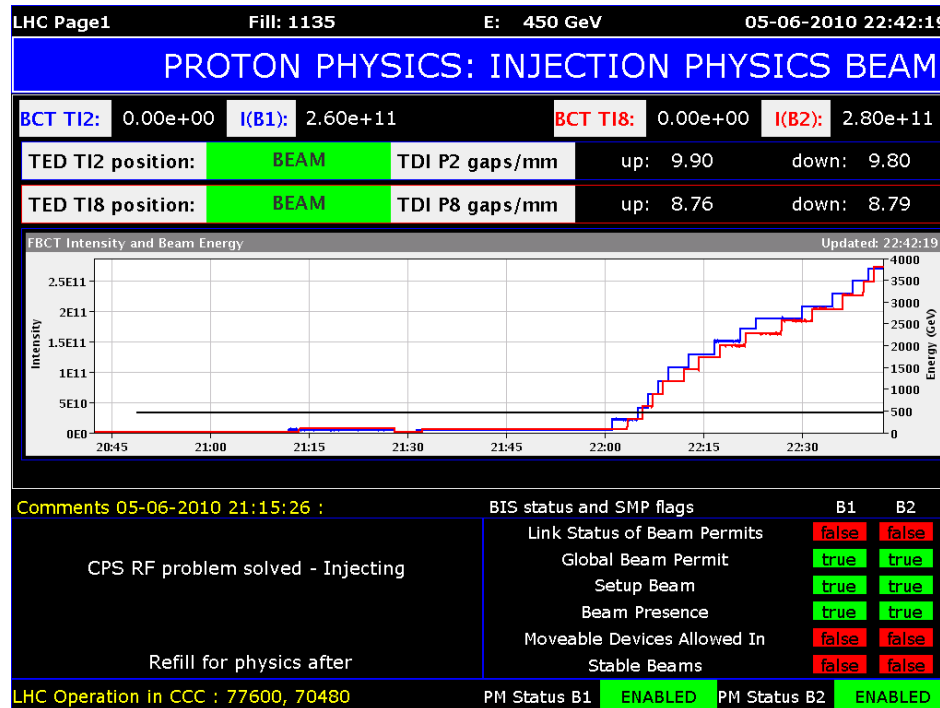 LHC Page1 Fill: 1135 E: 450 GeV 05-06-2010 22:42:19
PROTON PHYSICS: INJECTION PHYSICS BEAM
BCT TI2: 0.00e+00 I(B1): 2.60e+11 BCT TI8: 0.00e+00 I(B2): 2.80e+11
TED TI2 position: BEAM TDI P2 gaps/mm up: 9.90 down: 9.80
TED TI8 position: BEAM TDI P8 gaps/mm up: 8.76 down: 8.79
FBCT Intensity and Beam Energy Updated: 22:42:19
Intensity
2.5E11
2E11
1.5E11
1E11
5E10
0E0
4000
3500
3000
2500
2000
1500
1000
500
0
Energy (GeV)
20:45 21:00 21:15 21:30 21:45 22:00 22:15 22:30
Comments 05-06-2010 21:15:26 :
CPS RF problem solved - Injecting
Refill for physics after
BIS status and SMP flags B1 B2
Link Status of Beam Permits false false
Global Beam Permit true true
Setup Beam true true
Beam Presence true true
Moveable Devices Allowed In false false
Stable Beams false false
LHC Operation in CCC : 77600, 70480 PM Status B1 ENABLED PM Status B2 ENABLED